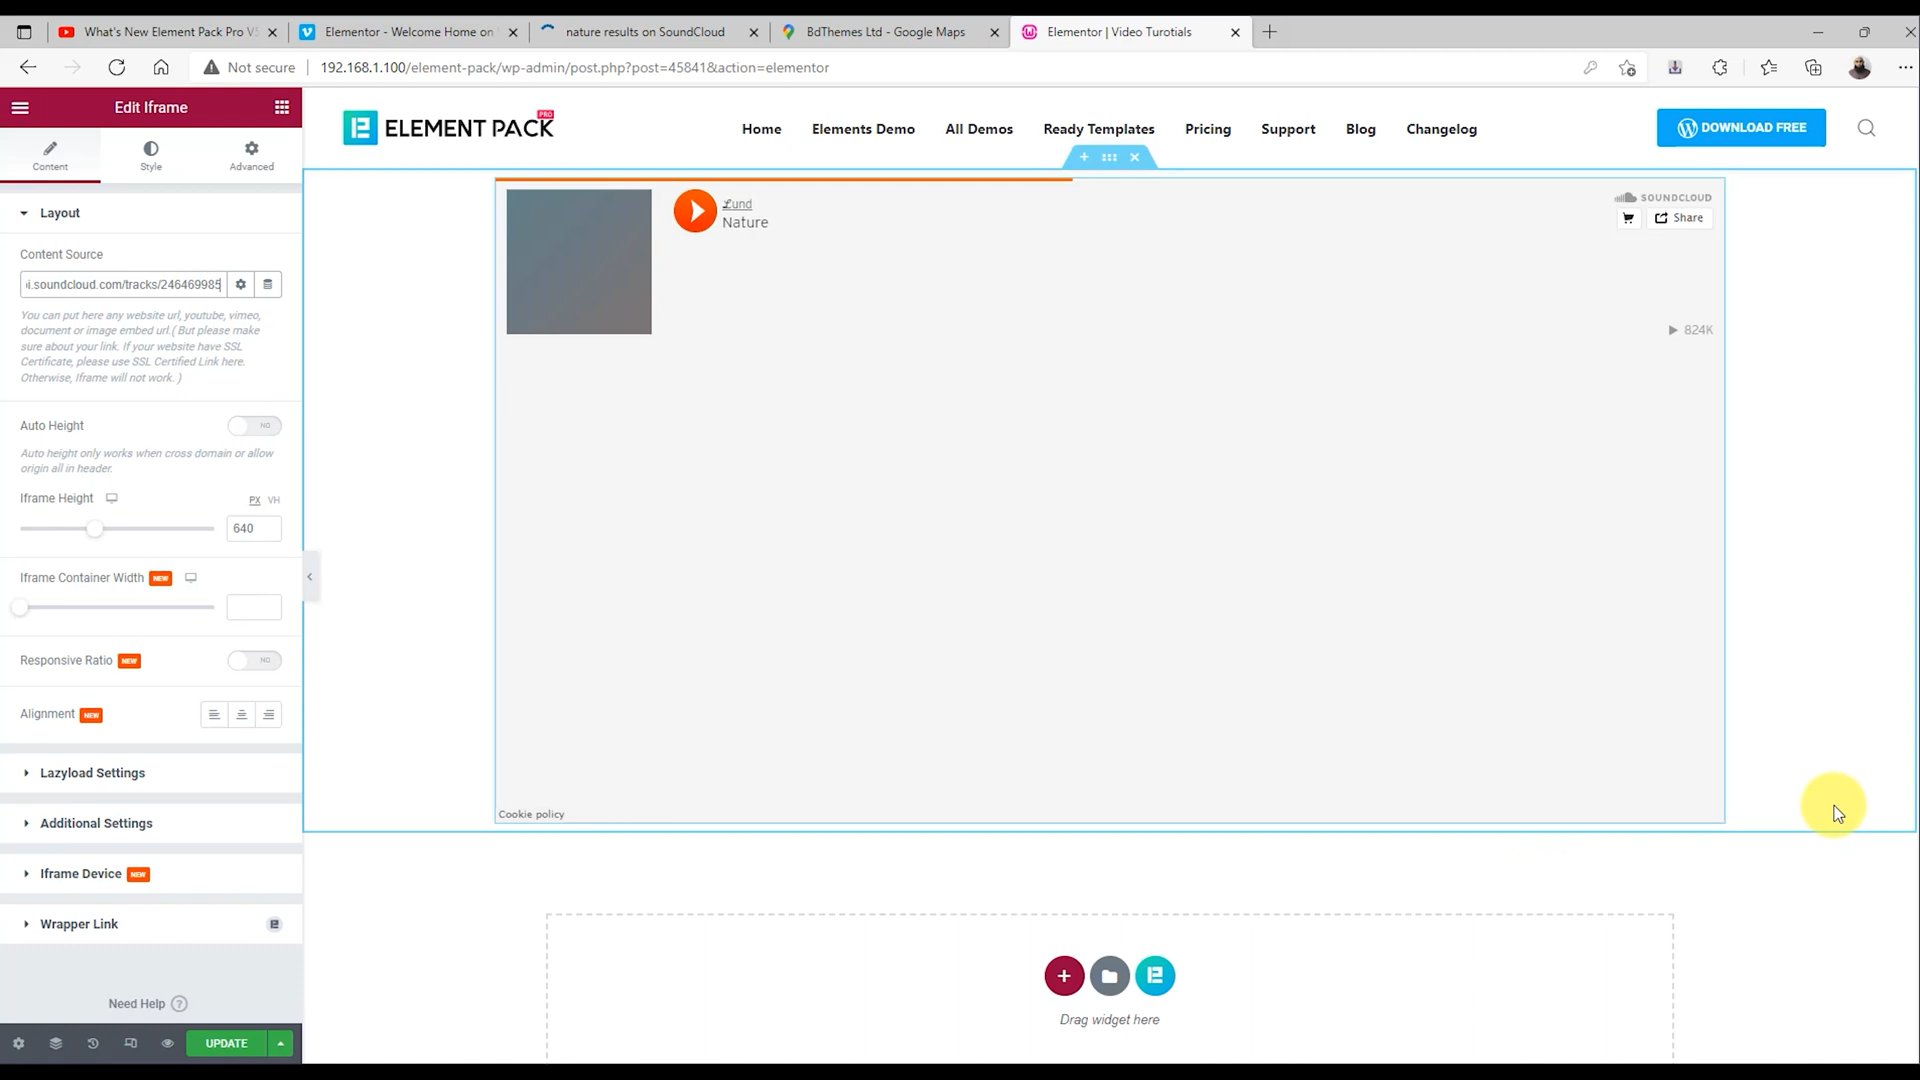 What's New Element Pack Pro V5
Elementor - Welcome Home on
nature results on SoundCloud
BdThemes Ltd - Google Maps
Elementor | Video Turotials
Not secure
192.168.1.100/element-pack/wp-admin/post.php?post=45841&action=elementor
Edit Iframe
Content
Style
Advanced
ELEMENT PACK
PRO
Home
Elements Demo
All Demos
Ready Templates
Pricing
Support
Blog
Changelog
DOWNLOAD FREE
Layout
Content Source
i.soundcloud.com/tracks/246469985
You can put here any website url, youtube, vimeo,
document or image embed url.( But please make
sure about your link. If your website have SSL
Certificate, please use SSL Certified Link here.
Otherwise, Iframe will not work. )
Auto Height
NO
Auto height only works when cross domain or allow
origin all in header.
Iframe Height
PX VH
640
Iframe Container Width NEW
Responsive Ratio NEW
NO
Alignment NEW
Lazyload Settings
Additional Settings
Iframe Device NEW
Wrapper Link
Need Help ?
UPDATE
Lund
Nature
SOUNDCLOUD
Share
824K
Cookie policy
Drag widget here